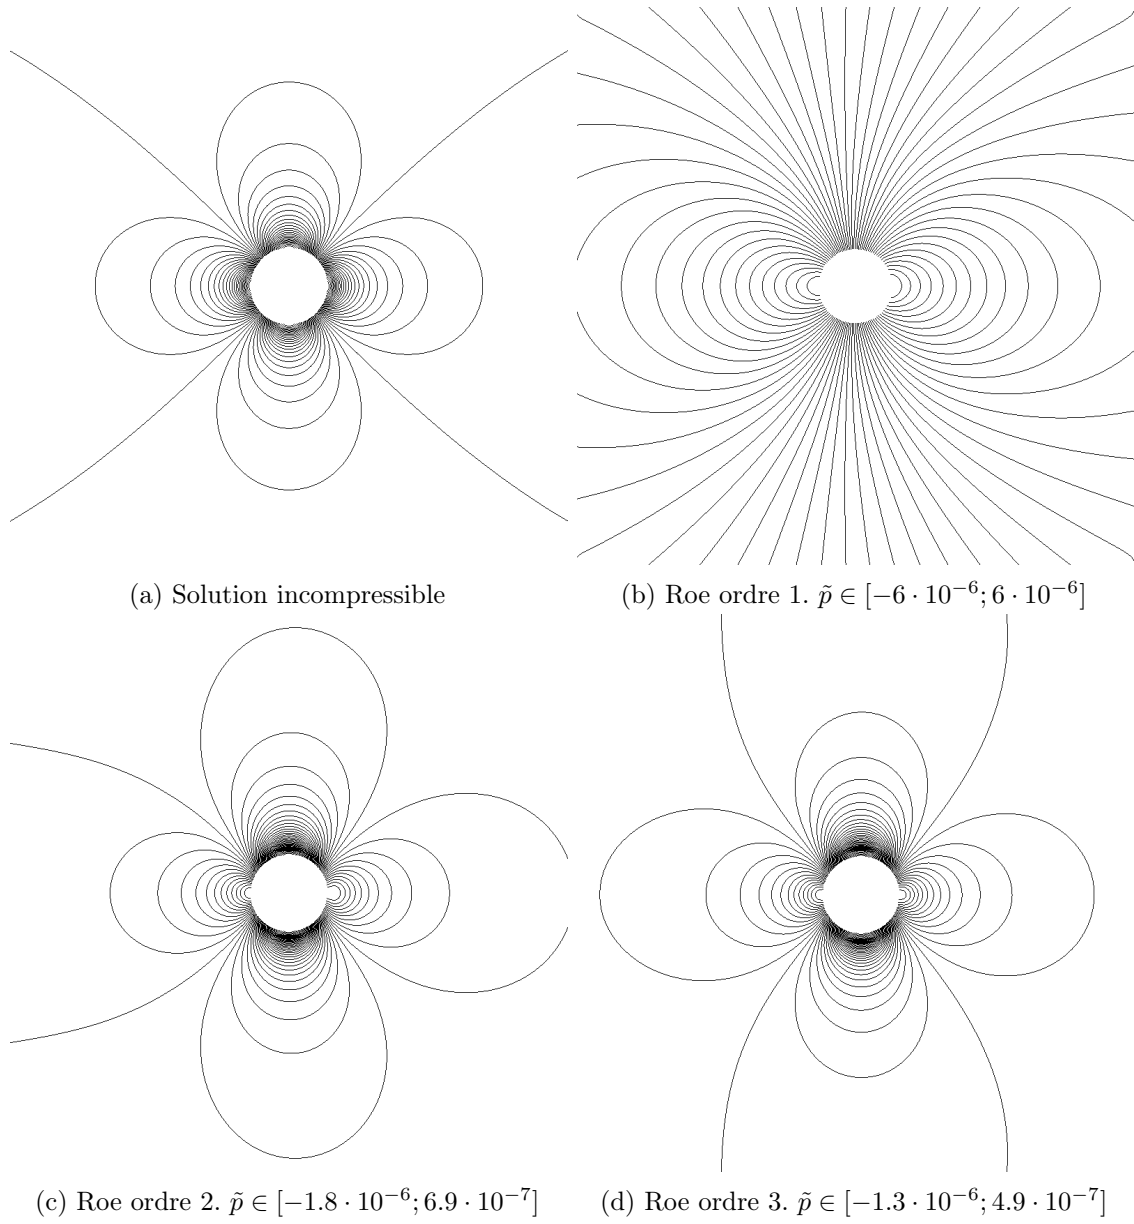 (a) Solution incompressible
(b) Roe ordre 1. p̃ ∈ [−6 · 10⁻⁶; 6 · 10⁻⁶]
(c) Roe ordre 2. p̃ ∈ [−1.8 · 10⁻⁶; 6.9 · 10⁻⁷]
(d) Roe ordre 3. p̃ ∈ [−1.3 · 10⁻⁶; 4.9 · 10⁻⁷]